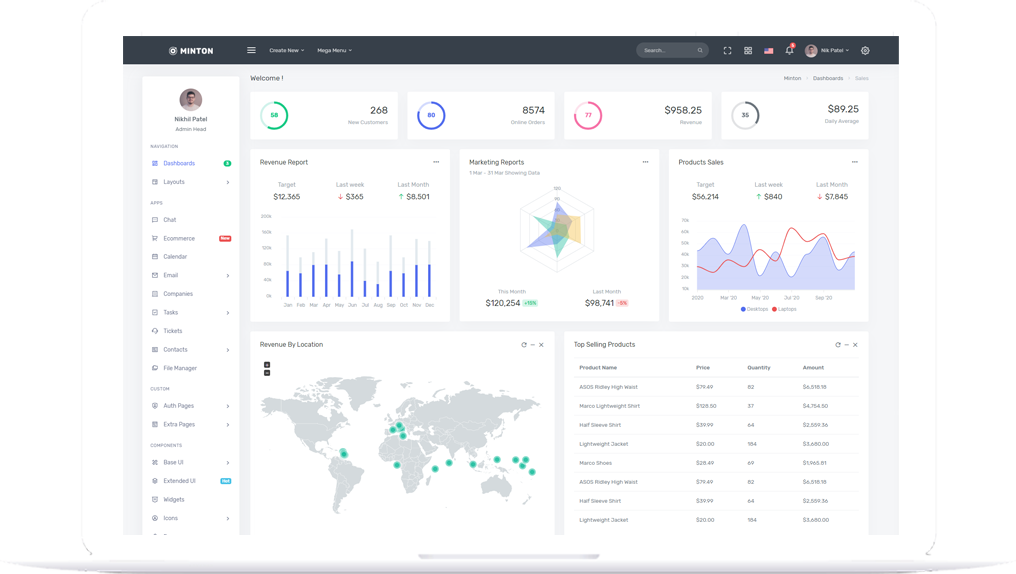 MINTON
Create New
Mega Menu
Search...
Nik Patel
Welcome !
Minton
Dashboards
Sales
Nikhil Patel
Admin Head
NAVIGATION
Dashboards 3
Layouts
APPS
Chat
Ecommerce New
Calendar
Email
Companies
Tasks
Tickets
Contacts
File Manager
CUSTOM
Auth Pages
Extra Pages
COMPONENTS
Base UI
Extended UI Hot
Widgets
Icons
58
268
New Customers
80
8574
Online Orders
77
$958.25
Revenue
35
$89.25
Daily Average
Revenue Report
Target Last week Last Month
$12,365 $365 $8,501
200k
160k
120k
80k
40k
0k
Jan Feb Mar Apr May Jun Jul Aug Sep Oct Nov Dec
Marketing Reports
1 Mar - 31 Mar Showing Data
120
90
This Month Last Month
$120,254 +15% $98,741 -5%
Products Sales
Target Last week Last Month
$56,214 $840 $7,845
70k
60k
50k
40k
30k
20k
10k
2020 Mar '20 May '20 Jul '20 Sep '20
Desktops Laptops
Revenue By Location
+
−
Top Selling Products
Product Name Price Quantity Amount
ASOS Ridley High Waist $79.49 82 $6,518.18
Marco Lightweight Shirt $128.50 37 $4,754.50
Half Sleeve Shirt $39.99 64 $2,559.36
Lightweight Jacket $20.00 184 $3,680.00
Marco Shoes $28.49 69 $1,965.81
ASOS Ridley High Waist $79.49 82 $6,518.18
Half Sleeve Shirt $39.99 64 $2,559.36
Lightweight Jacket $20.00 184 $3,680.00